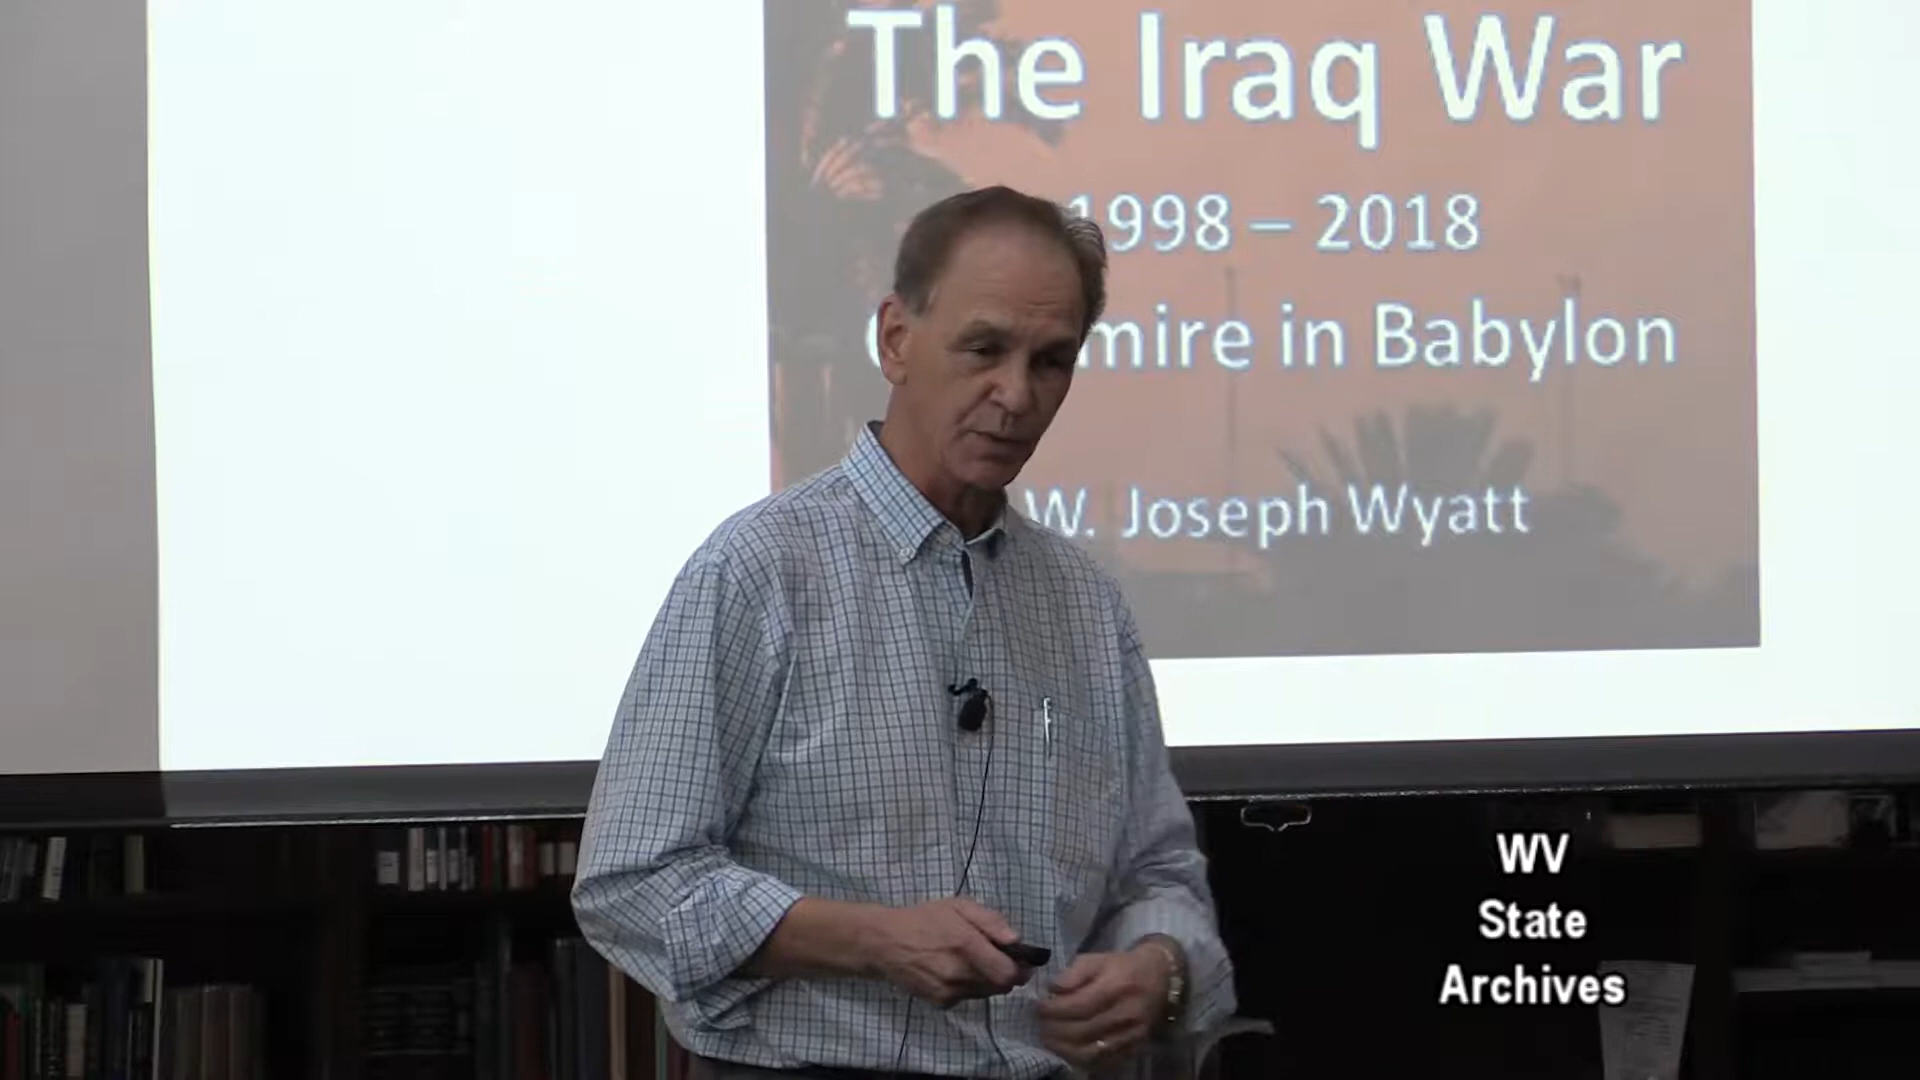 The Iraq War
1998 – 2018
mire in Babylon
W. Joseph Wyatt
WV
State
Archives